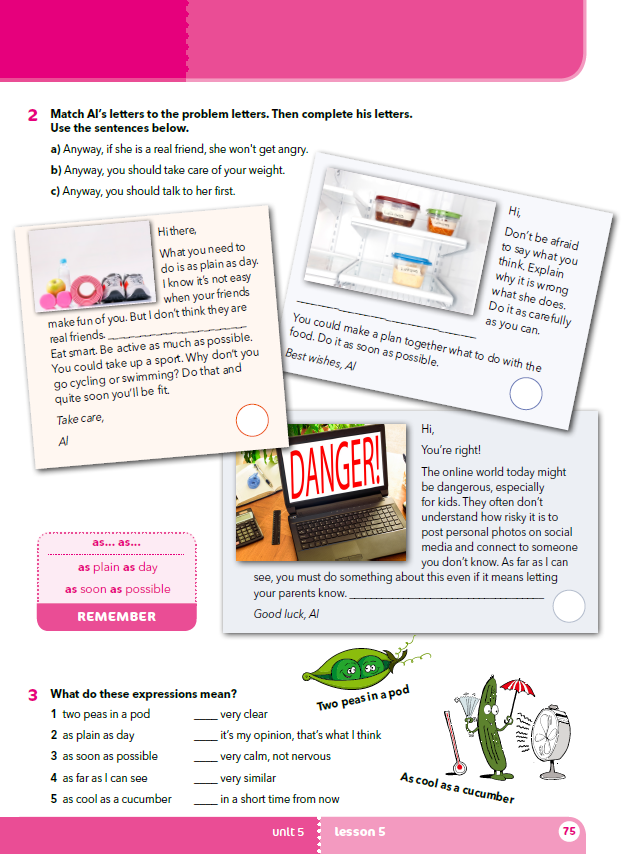 2 Match Al's letters to the problem letters. Then complete his letters.
Use the sentences below.
a) Anyway, if she is a real friend, she won't get angry.
b) Anyway, you should take care of your weight.
c) Anyway, you should talk to her first.
Hi there,
What you need to
do is as plain as day.
I know it's not easy
when your friends
make fun of you. But I don't think they are
real friends. ____________________
Eat smart. Be active as much as possible.
You could take up a sport. Why don't you
go cycling or swimming? Do that and
quite soon you'll be fit.
Take care,
Al
Hi,
Don't be afraid
to say what you
think. Explain
why it is wrong
what she does.
Do it as carefully
as you can.
____________________
You could make a plan together what to do with the
food. Do it as soon as possible.
Best wishes, Al
DANGER!
Hi,
You're right!
The online world today might
be dangerous, especially
for kids. They often don't
understand how risky it is to
post personal photos on social
media and connect to someone
you don't know. As far as I can
see, you must do something about this even if it means letting
your parents know. ____________________
Good luck, Al
as... as...
as plain as day
as soon as possible
REMEMBER
Two peas in a pod
3 What do these expressions mean?
1 two peas in a pod ____ very clear
2 as plain as day ____ it's my opinion, that's what I think
3 as soon as possible ____ very calm, not nervous
4 as far as I can see ____ very similar
5 as cool as a cucumber ____ in a short time from now
As cool as a cucumber
unit 5 lesson 5 75